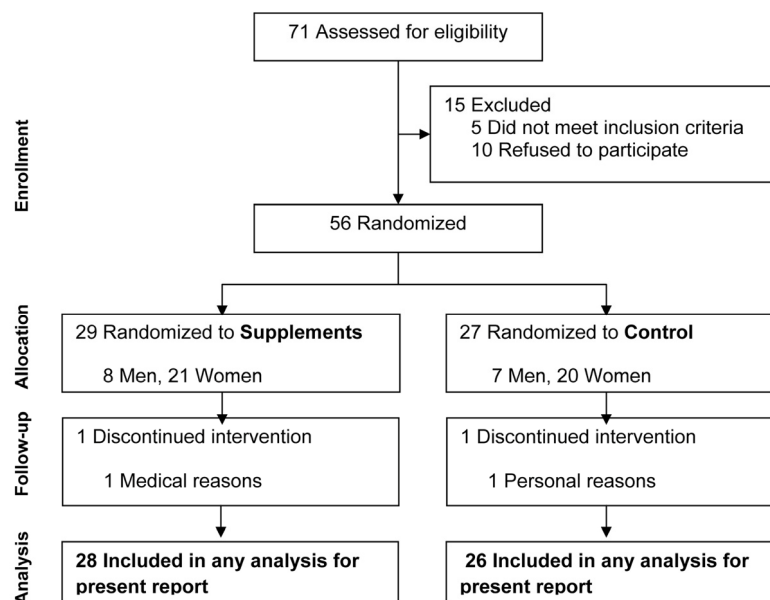 71 Assessed for eligibility
15 Excluded
5 Did not meet inclusion criteria
10 Refused to participate
Enrollment
56 Randomized
Allocation
29 Randomized to Supplements
8 Men, 21 Women
27 Randomized to Control
7 Men, 20 Women
Follow-up
1 Discontinued intervention
1 Medical reasons
1 Discontinued intervention
1 Personal reasons
Analysis
28 Included in any analysis for
present report
26 Included in any analysis for
present report